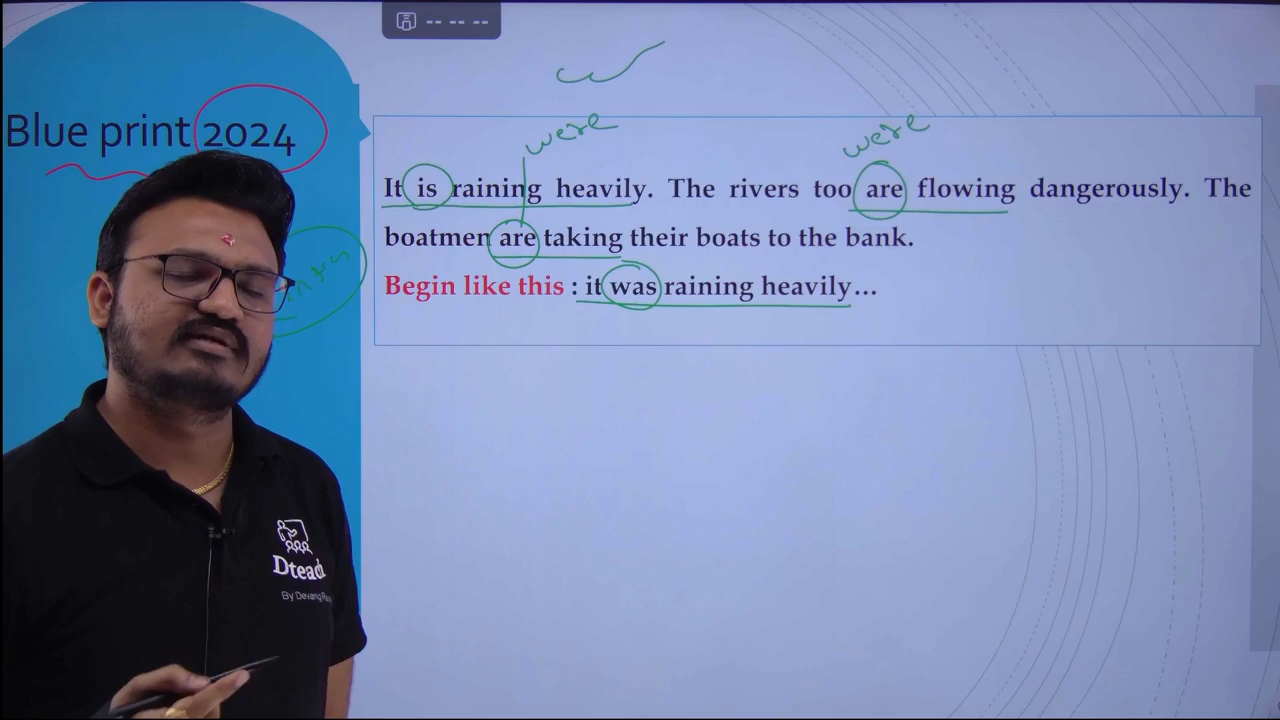 -- -- --
Blue print 2024
were
were
It is raining heavily. The rivers too are flowing dangerously. The
boatmen are taking their boats to the bank.
Begin like this : it was raining heavily...
Dteach
By Devang